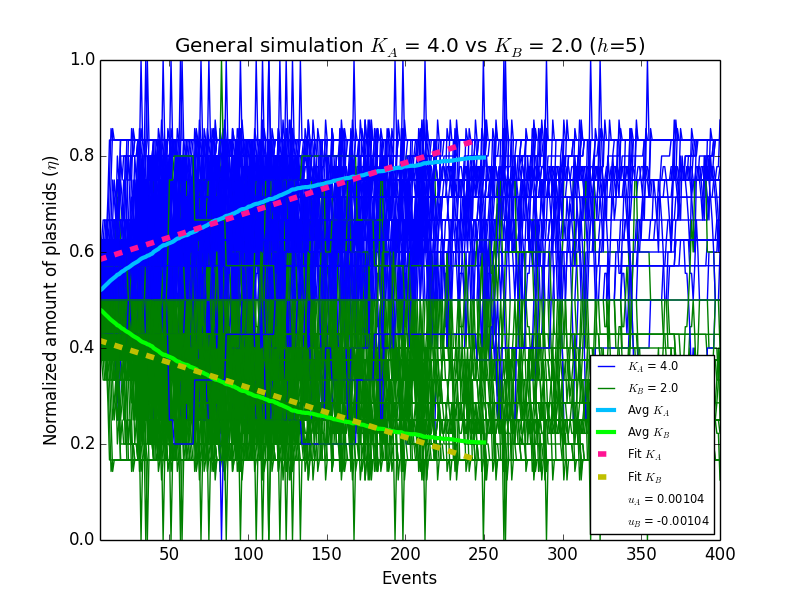 General simulation K_A = 4.0 vs K_B = 2.0 (h=5)
Normalized amount of plasmids (η)
1.0
0.8
0.6
0.4
0.2
0.0
K_A = 4.0
K_B = 2.0
Avg K_A
Avg K_B
Fit K_A
Fit K_B
u_A = 0.00104
u_B = -0.00104
50 100 150 200 250 300 350 400
Events